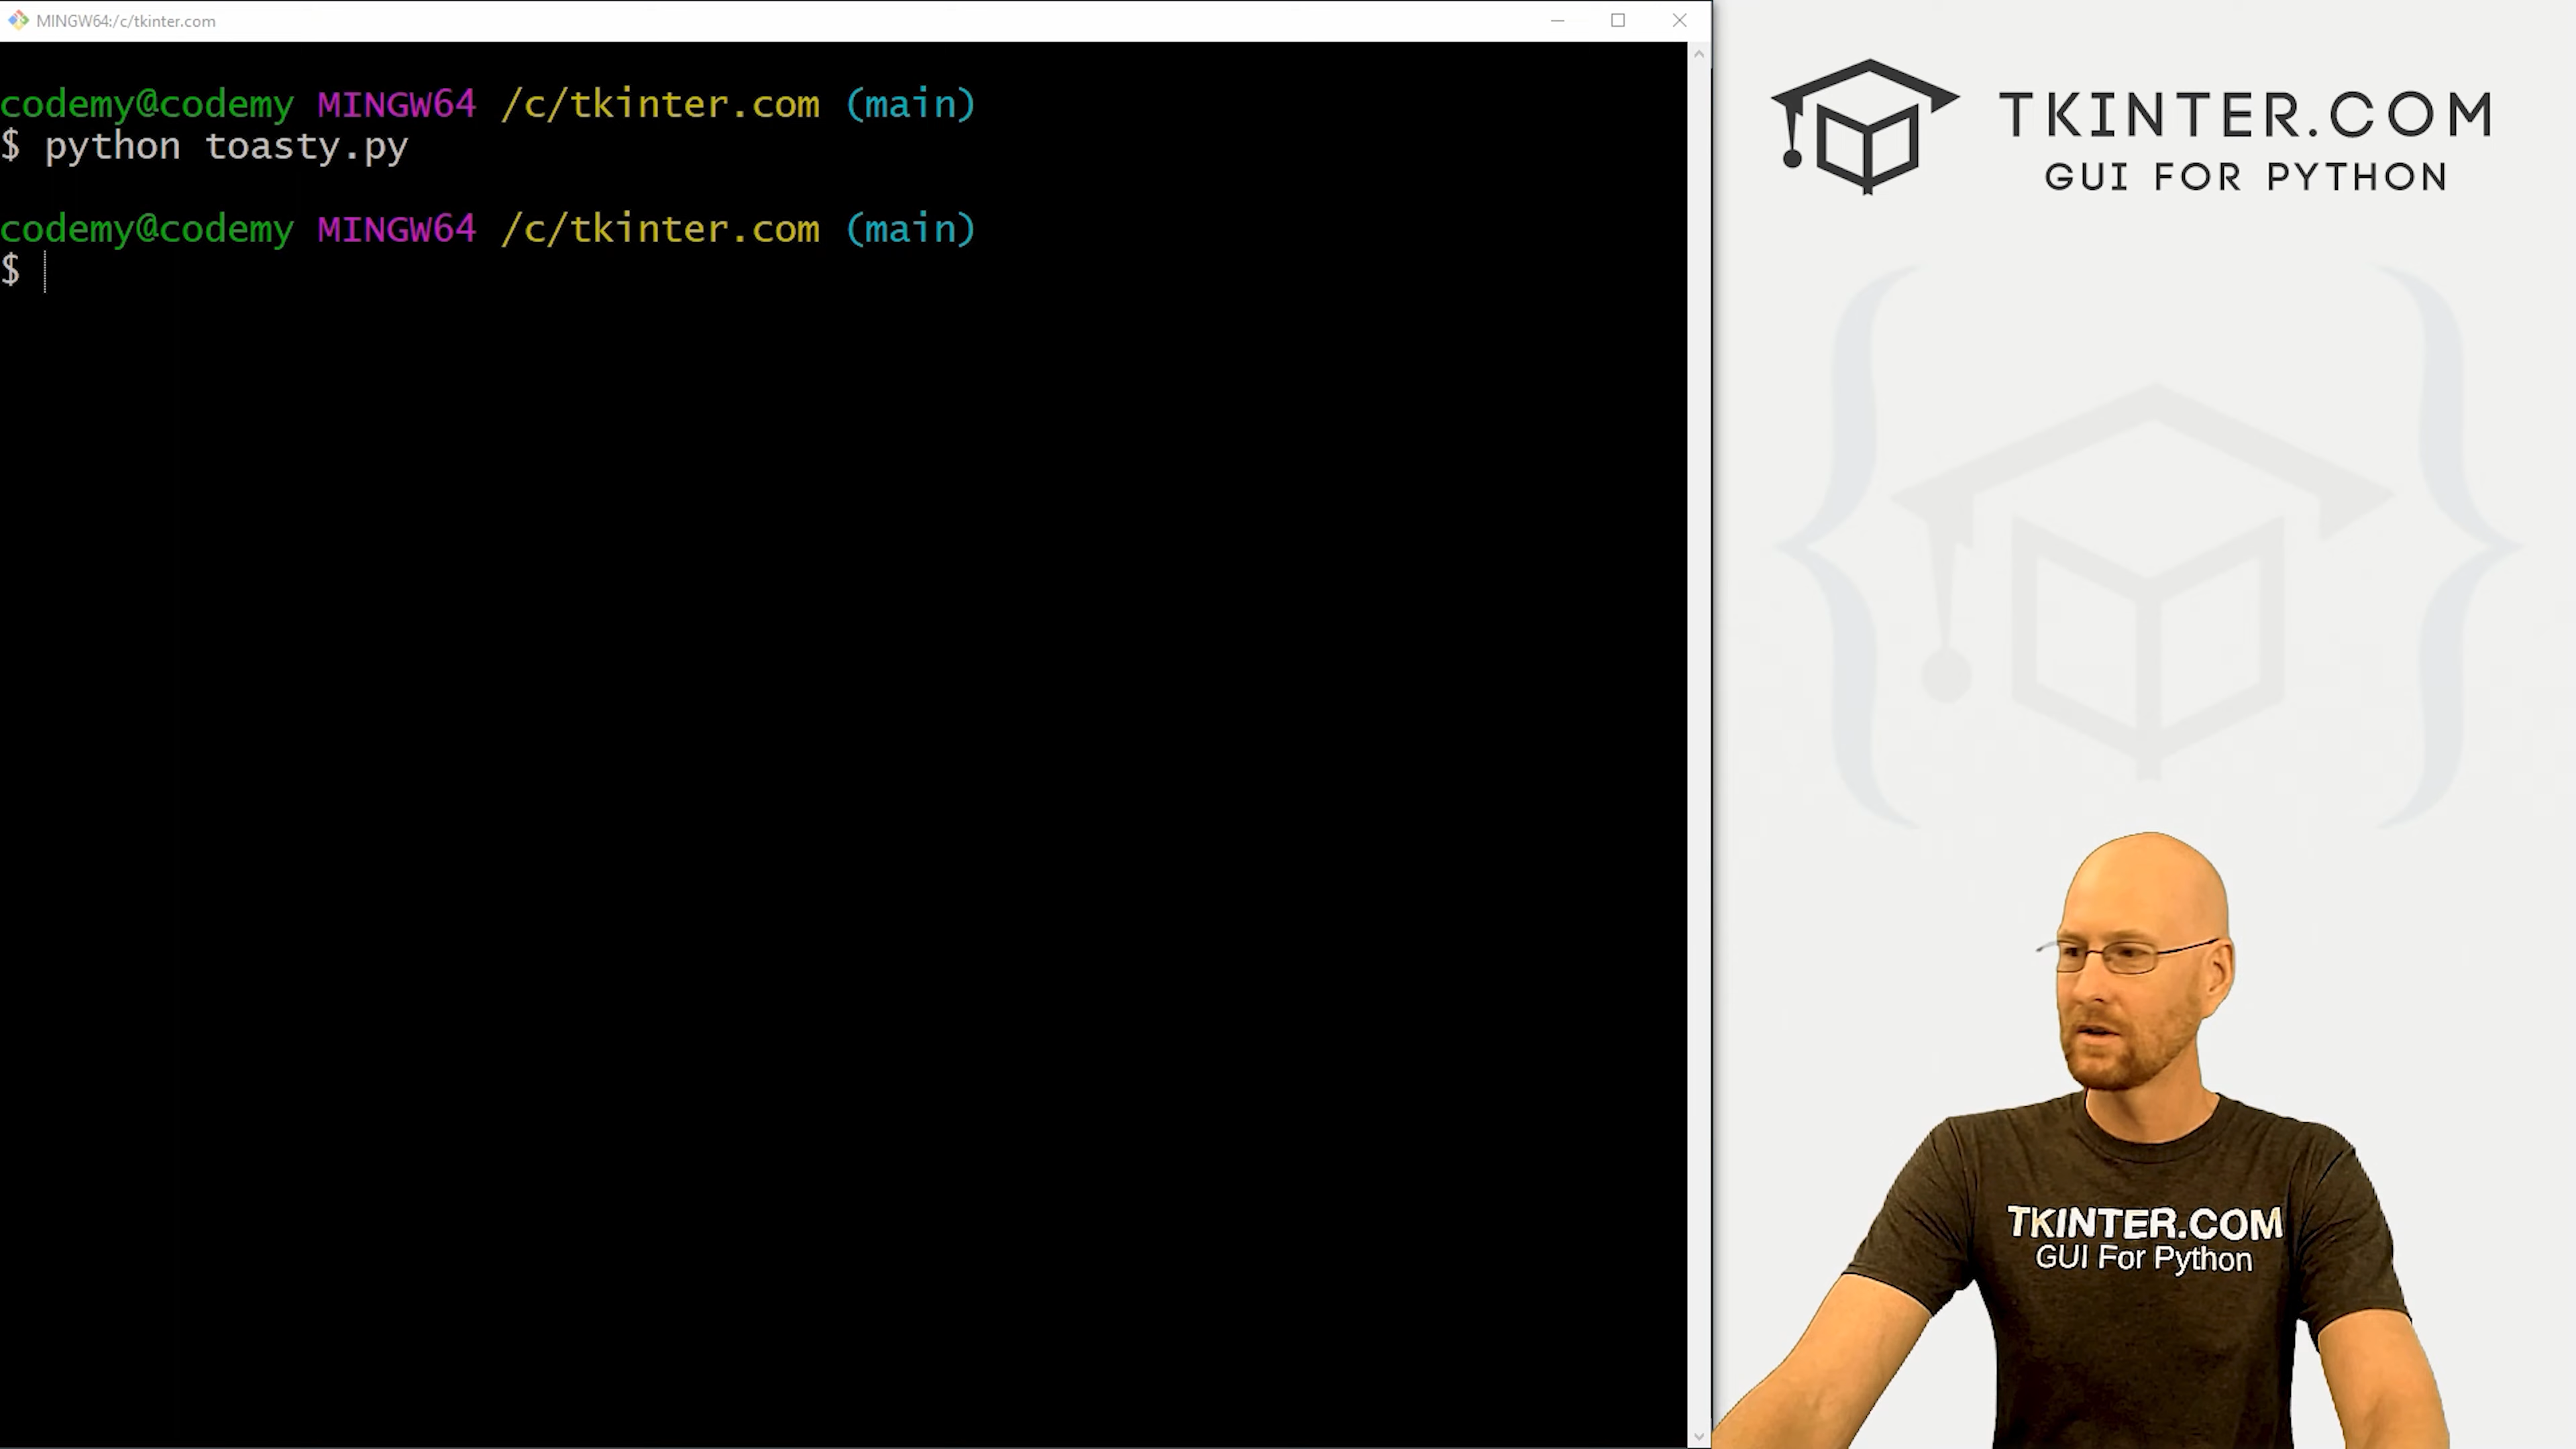 MINGW64:/c/tkinter.com
codemy@codemy MINGW64 /c/tkinter.com (main)
$ python toasty.py
codemy@codemy MINGW64 /c/tkinter.com (main)
$
TKINTER.COM
GUI FOR PYTHON
TKINTER.COM
GUI For Python